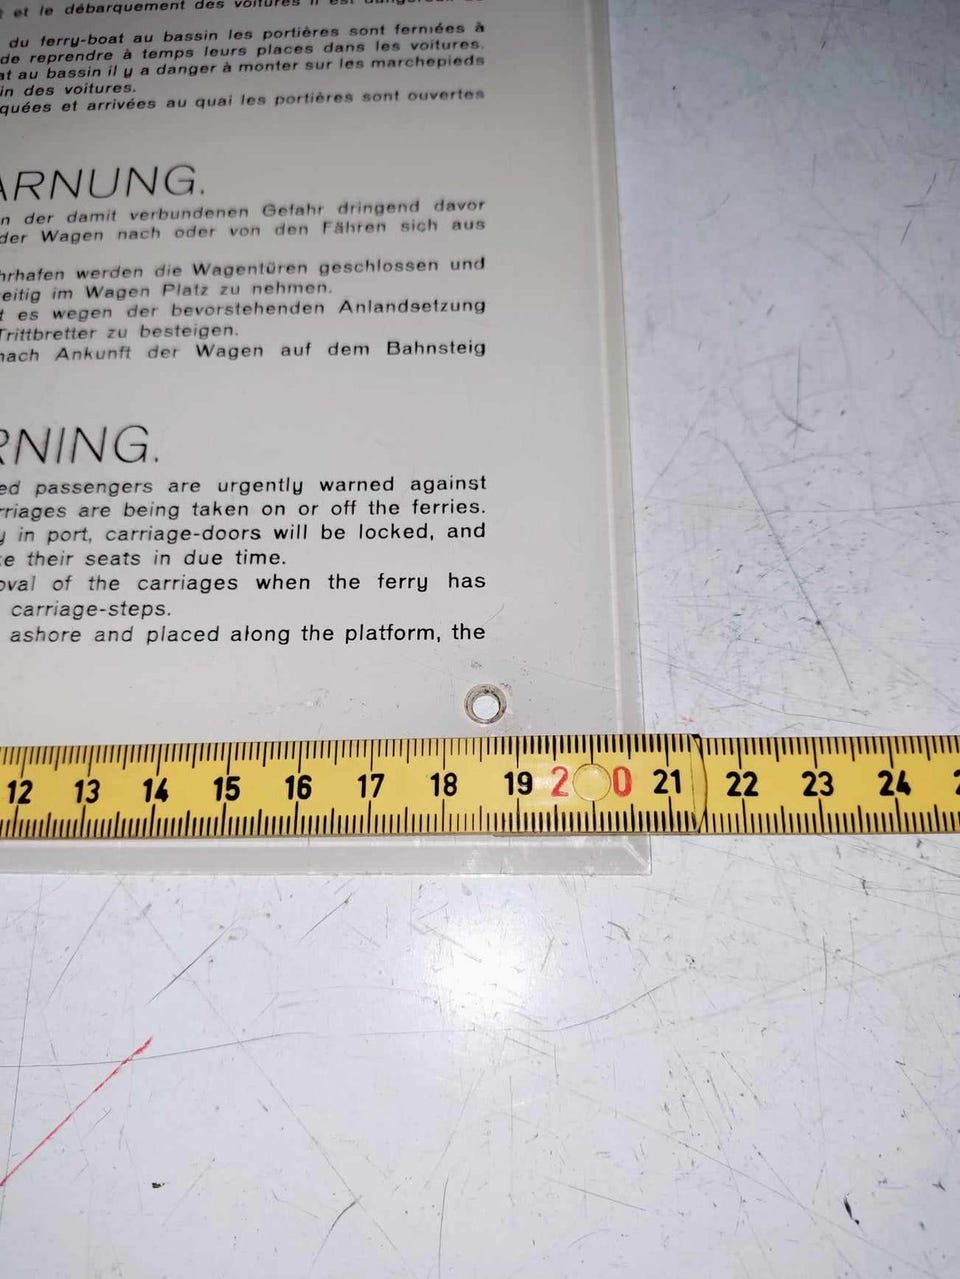 et le débarquement des voitures il est dangereux de
du ferry-boat au bassin les portières sont fermées à
de reprendre à temps leurs places dans les voitures.
at au bassin il y a danger à monter sur les marchepieds
in des voitures.
quées et arrivées au quai les portières sont ouvertes
ARNUNG.
n der damit verbundenen Gefahr dringend davor
der Wagen nach oder von den Fähren sich aus
hrhafen werden die Wagentüren geschlossen und
eitig im Wagen Platz zu nehmen.
t es wegen der bevorstehenden Anlandsetzung
Trittbretter zu besteigen.
nach Ankunft der Wagen auf dem Bahnsteig
RNING.
ed passengers are urgently warned against
rriages are being taken on or off the ferries.
y in port, carriage-doors will be locked, and
e their seats in due time.
oval of the carriages when the ferry has
carriage-steps.
ashore and placed along the platform, the
12 13 14 15 16 17 18 19 20 21 22 23 24 2